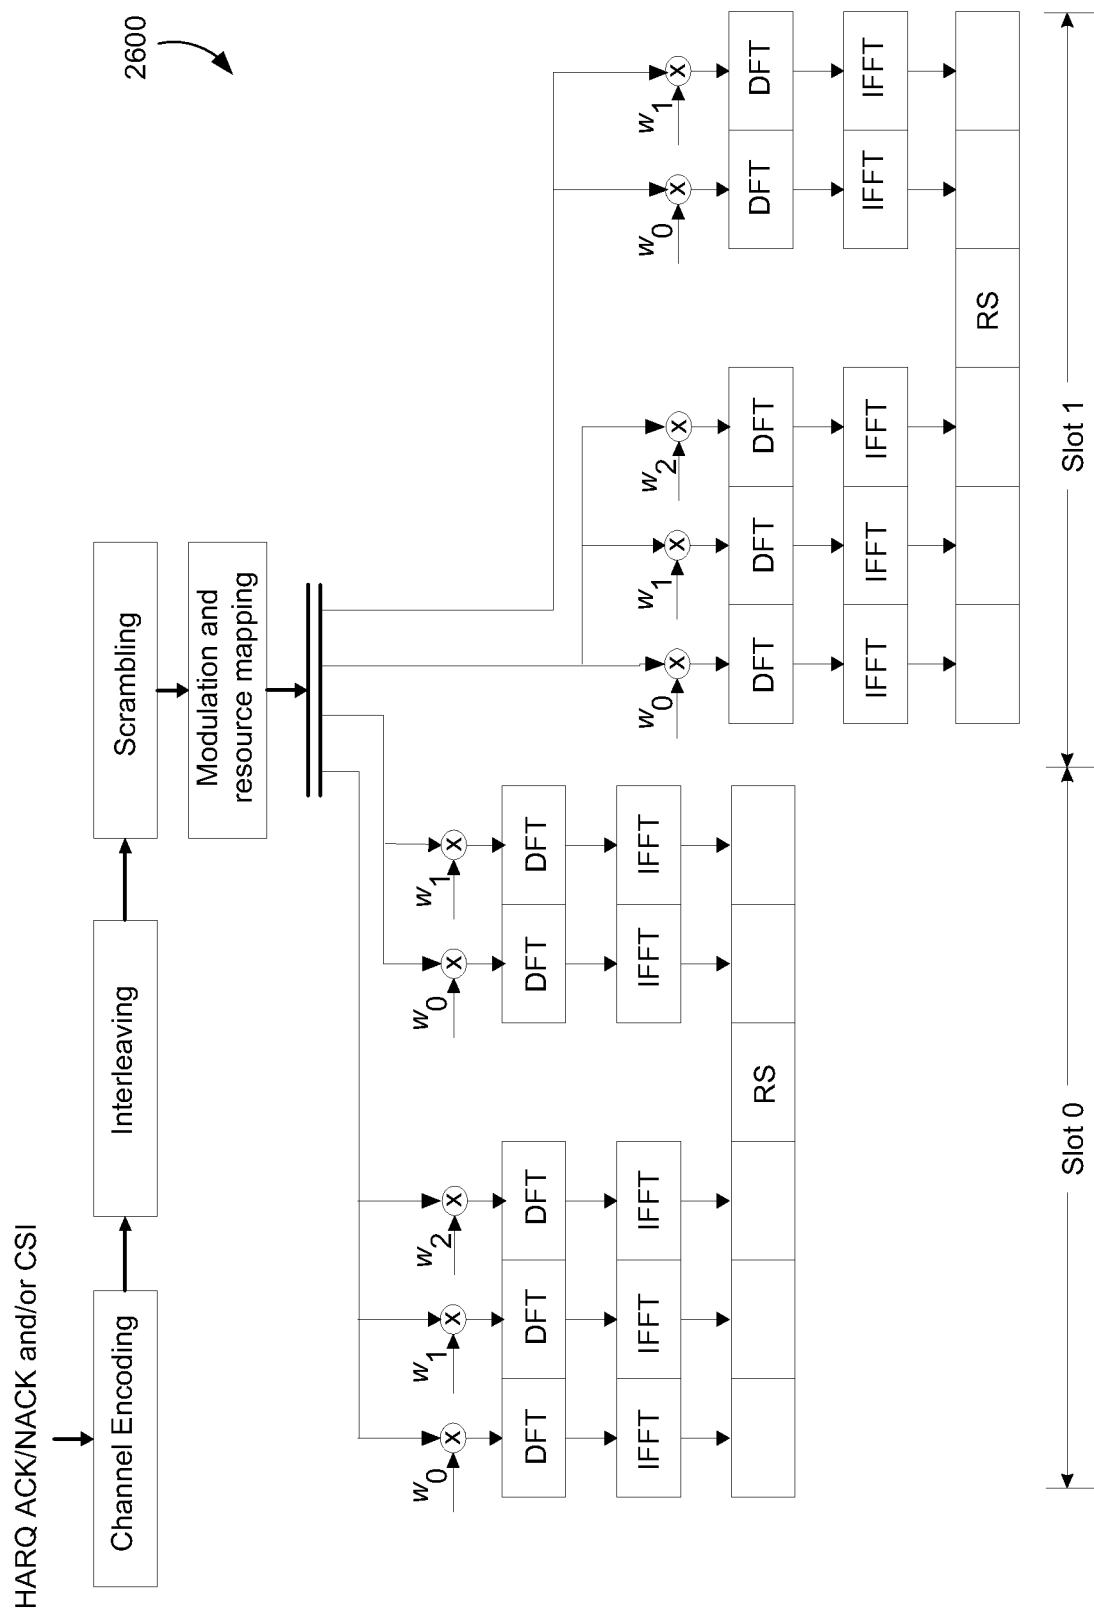 2600
HARQ ACK/NACK and/or CSI
Channel Encoding
Interleaving
Scrambling
Modulation and
resource mapping
w0
w1
w2
w0
w1
w0
w1
w2
w0
w1
X
X
X
X
X
X
X
X
X
X
DFT
DFT
DFT
DFT
DFT
DFT
DFT
DFT
DFT
DFT
IFFT
IFFT
IFFT
IFFT
IFFT
IFFT
IFFT
IFFT
IFFT
IFFT
RS
RS
Slot 0
Slot 1